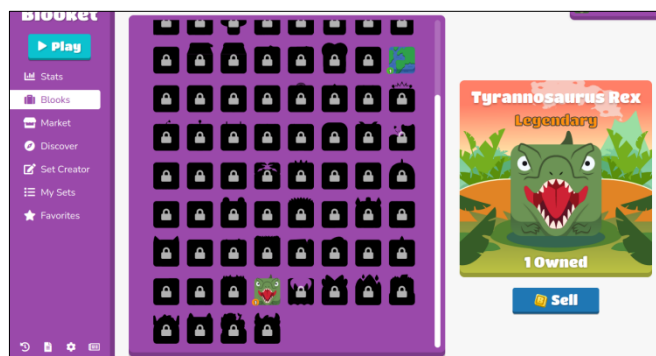 Blooket
Play
Stats
Blooks
Market
Discover
Set Creator
My Sets
Favorites
Tyrannosaurus Rex
Legendary
1 Owned
Sell